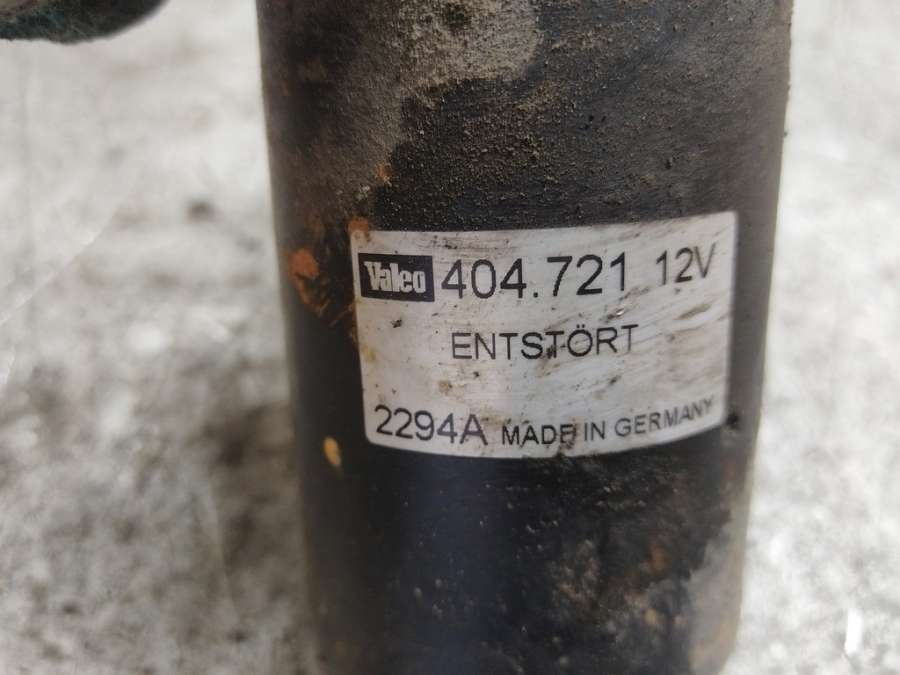 Valeo 404.721 12V
ENTSTÖRT
2294A MADE IN GERMANY